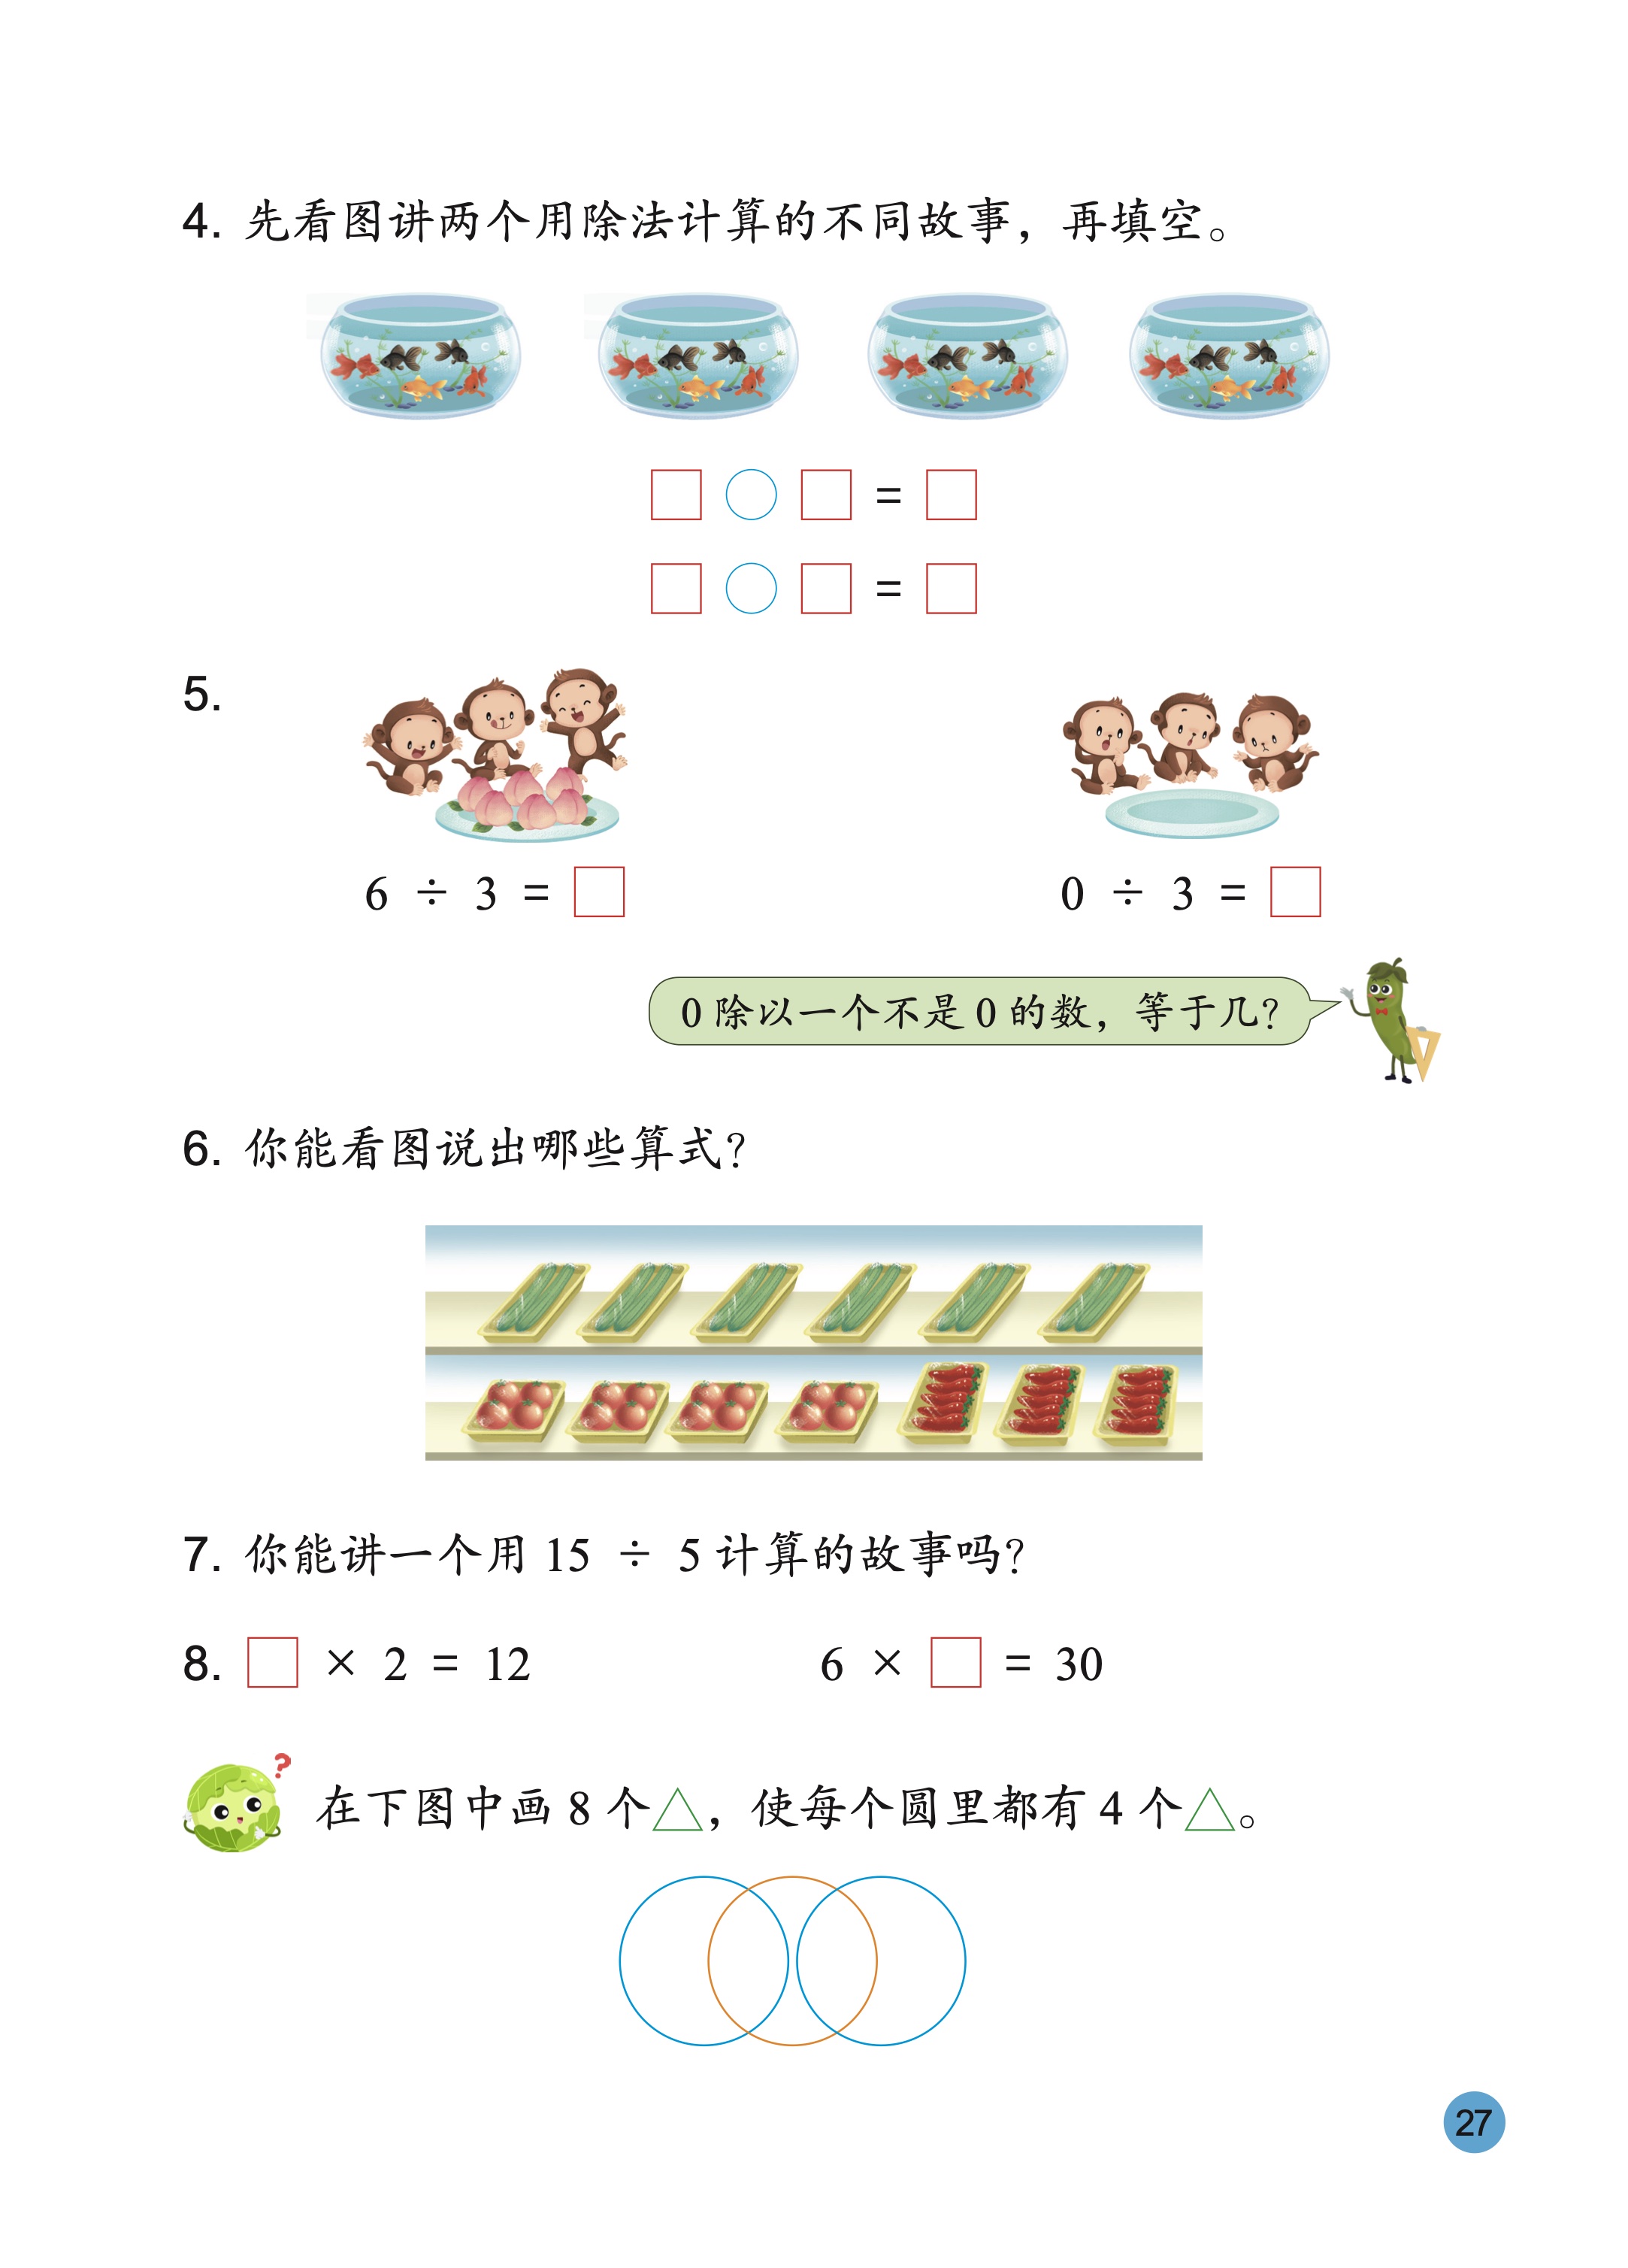 4. 先看图讲两个用除法计算的不同故事，再填空。
□ ○ □ = □
□ ○ □ = □
5.
6 ÷ 3 = □ 0 ÷ 3 = □
0 除以一个不是 0 的数，等于几？
6. 你能看图说出哪些算式？
7. 你能讲一个用 15 ÷ 5 计算的故事吗？
8. □ × 2 = 12 6 × □ = 30
?
在下图中画 8 个△，使每个圆里都有 4 个△。
27